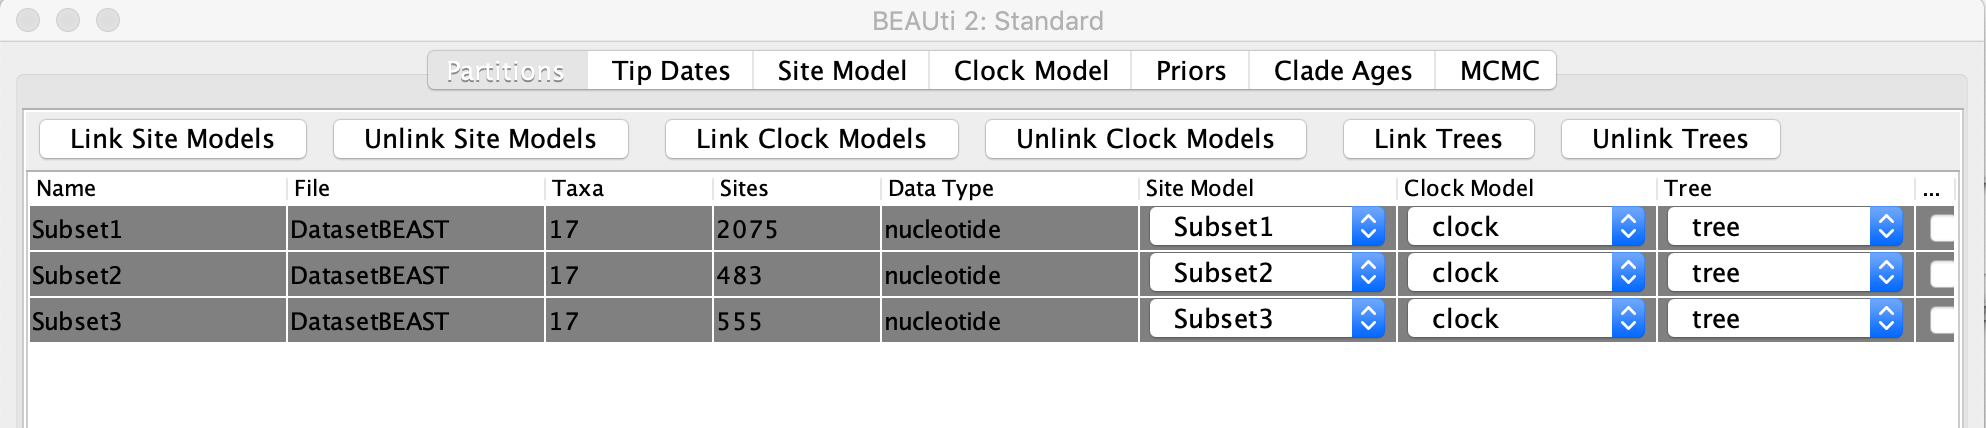 BEAUti 2: Standard
Partitions Tip Dates Site Model Clock Model Priors Clade Ages MCMC
Link Site Models Unlink Site Models Link Clock Models Unlink Clock Models Link Trees Unlink Trees
Name File Taxa Sites Data Type Site Model Clock Model Tree ...
Subset1 DatasetBEAST 17 2075 nucleotide Subset1 clock tree
Subset2 DatasetBEAST 17 483 nucleotide Subset2 clock tree
Subset3 DatasetBEAST 17 555 nucleotide Subset3 clock tree